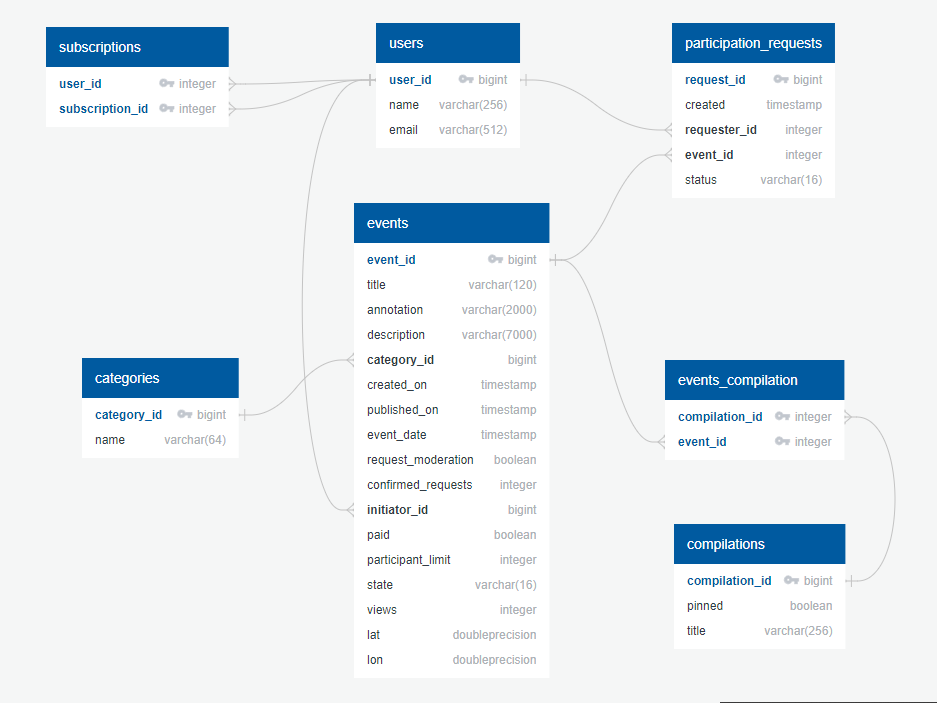 subscriptions
user_id integer
subscription_id integer
users
user_id bigint
name varchar(256)
email varchar(512)
participation_requests
request_id bigint
created timestamp
requester_id integer
event_id integer
status varchar(16)
events
event_id bigint
title varchar(120)
annotation varchar(2000)
description varchar(7000)
category_id bigint
created_on timestamp
published_on timestamp
event_date timestamp
request_moderation boolean
confirmed_requests integer
initiator_id bigint
paid boolean
participant_limit integer
state varchar(16)
views integer
lat doubleprecision
lon doubleprecision
categories
category_id bigint
name varchar(64)
events_compilation
compilation_id integer
event_id integer
compilations
compilation_id bigint
pinned boolean
title varchar(256)